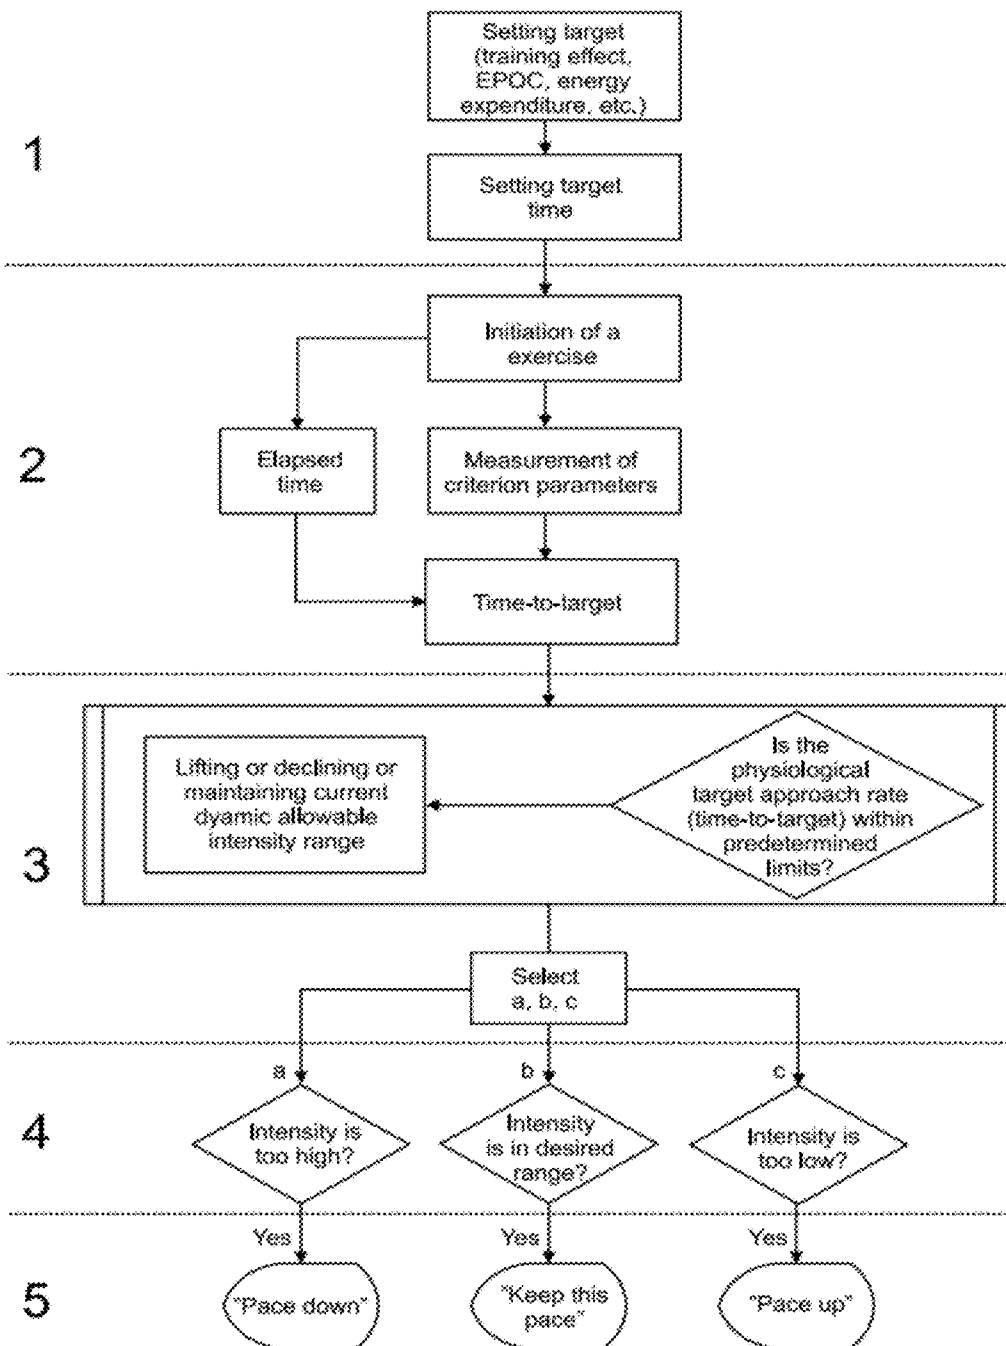 1
Setting target
(training effect,
EPOC, energy
expenditure, etc.)
Setting target
time
2
Initiation of a
exercise
Elapsed
time
Measurement of
criterion parameters
Time-to-target
3
Lifting or declining or
maintaining current
dyamic allowable
intensity range
Is the
physiological
target approach rate
(time-to-target) within
predetermined
limits?
Select
a, b, c
4
a
b
c
Intensity is
too high?
Intensity
is in desired
range?
Intensity is
too low?
5
Yes
Yes
Yes
"Pace down"
"Keep this
pace"
"Pace up"